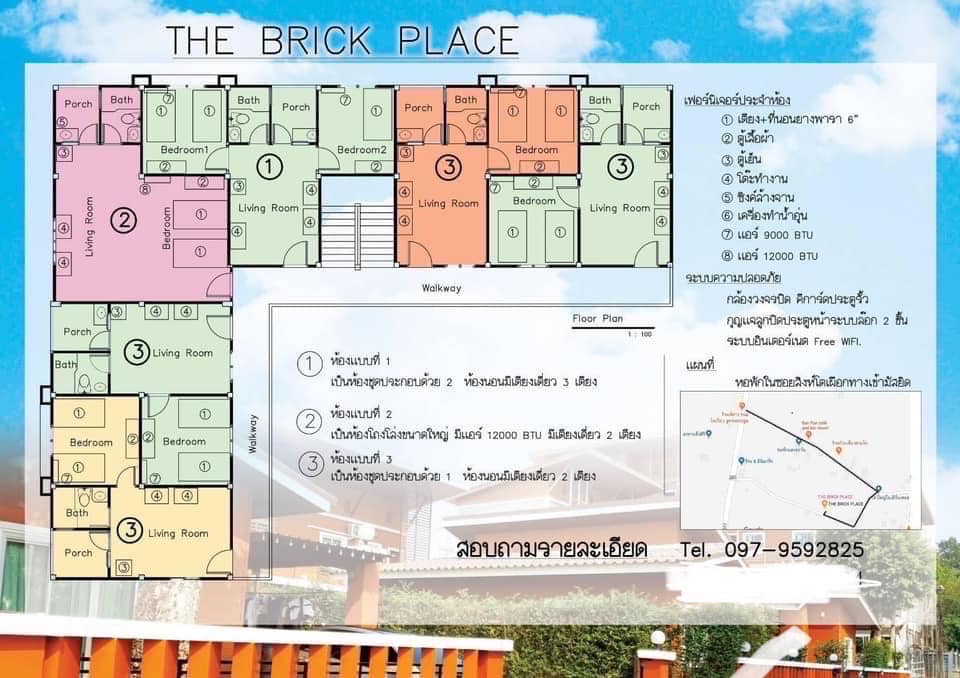 THE BRICK PLACE
Porch
Bath
Bedroom1
Bath
Porch
Bedroom2
Porch
Bath
Bedroom
Bath
Porch
① Living Room
② Living Room
Bedroom
③ Living Room
Bedroom
③ Living Room
Walkway
Floor Plan
1 : 100
Porch
Bath
③ Living Room
Bedroom
Bedroom
Walkway
Bath
Porch
③ Living Room
เฟอร์นิเจอร์ประจำห้อง
① เตียง+ที่นอนยางพารา 6"
② ตู้เสื้อผ้า
③ ตู้เย็น
④ โต๊ะทำงาน
⑤ ซิงค์ล้างจาน
⑥ เครื่องทำน้ำอุ่น
⑦ แอร์ 9000 BTU
⑧ แอร์ 12000 BTU
ระบบความปลอดภัย
กล้องวงจรปิด คีการ์ดประตูรั้ว
กุญแจลูกบิดประตูหน้าระบบล๊อก 2 ชั้น
ระบบอินเตอร์เนต Free WIFI.
แผนที่
หอพักในซอยสิงห์โตเผือกทางเข้ามัสยิด
THE BRICK PLACE
THE BRICK PLACE
① ห้องแบบที่ 1
เป็นห้องชุดประกอบด้วย 2 ห้องนอนมีเตียงเดี่ยว 3 เตียง
② ห้องแบบที่ 2
เป็นห้องโถงโล่งขนาดใหญ่ มีแอร์ 12000 BTU มีเตียงเดี่ยว 2 เตียง
③ ห้องแบบที่ 3
เป็นห้องชุดประกอบด้วย 1 ห้องนอนมีเตียงเดี่ยว 2 เตียง
สอบถามรายละเอียด Tel. 097-9592825